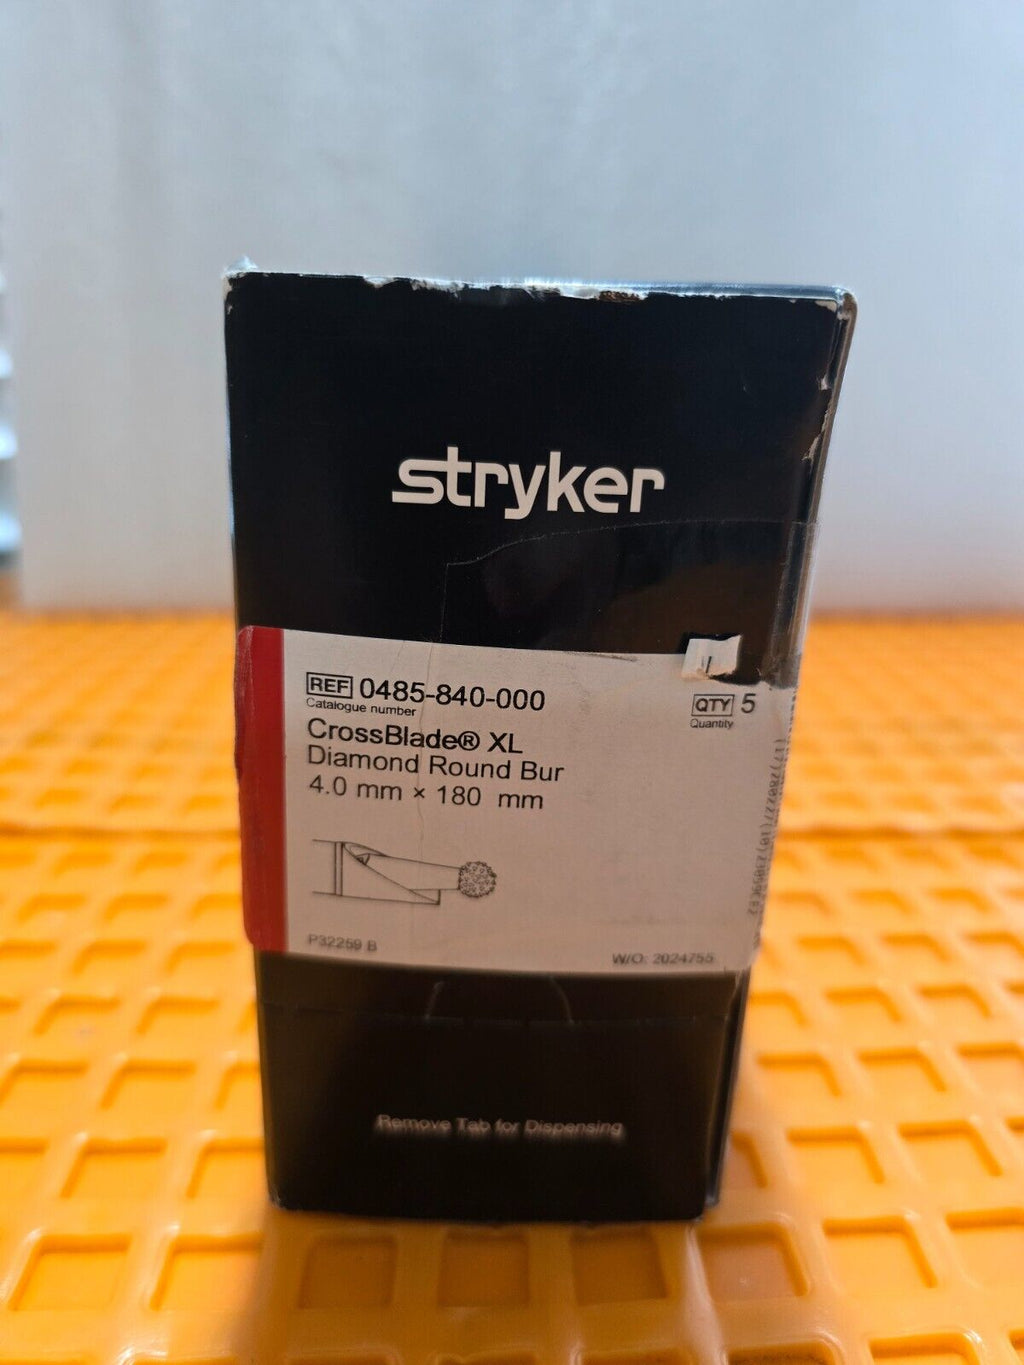 stryker
REF 0485-840-000
Catalogue number
QTY 5
Quantity
CrossBlade® XL
Diamond Round Bur
4.0 mm × 180 mm
P32259 B
W/O: 2024755
Remove Tab for Dispensing